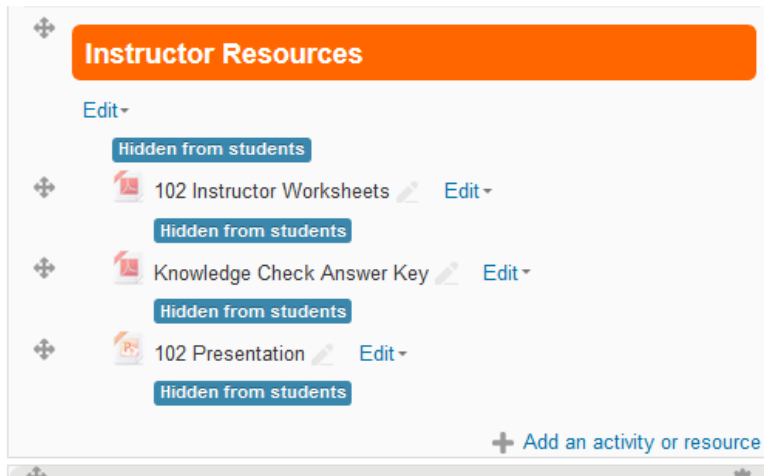 Instructor Resources
Edit
Hidden from students
102 Instructor Worksheets Edit
Hidden from students
Knowledge Check Answer Key Edit
Hidden from students
102 Presentation Edit
Hidden from students
Add an activity or resource